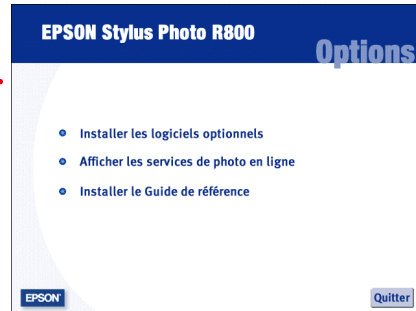 EPSON Stylus Photo R800
Options
Installer les logiciels optionnels
Afficher les services de photo en ligne
Installer le Guide de référence
EPSON
Quitter